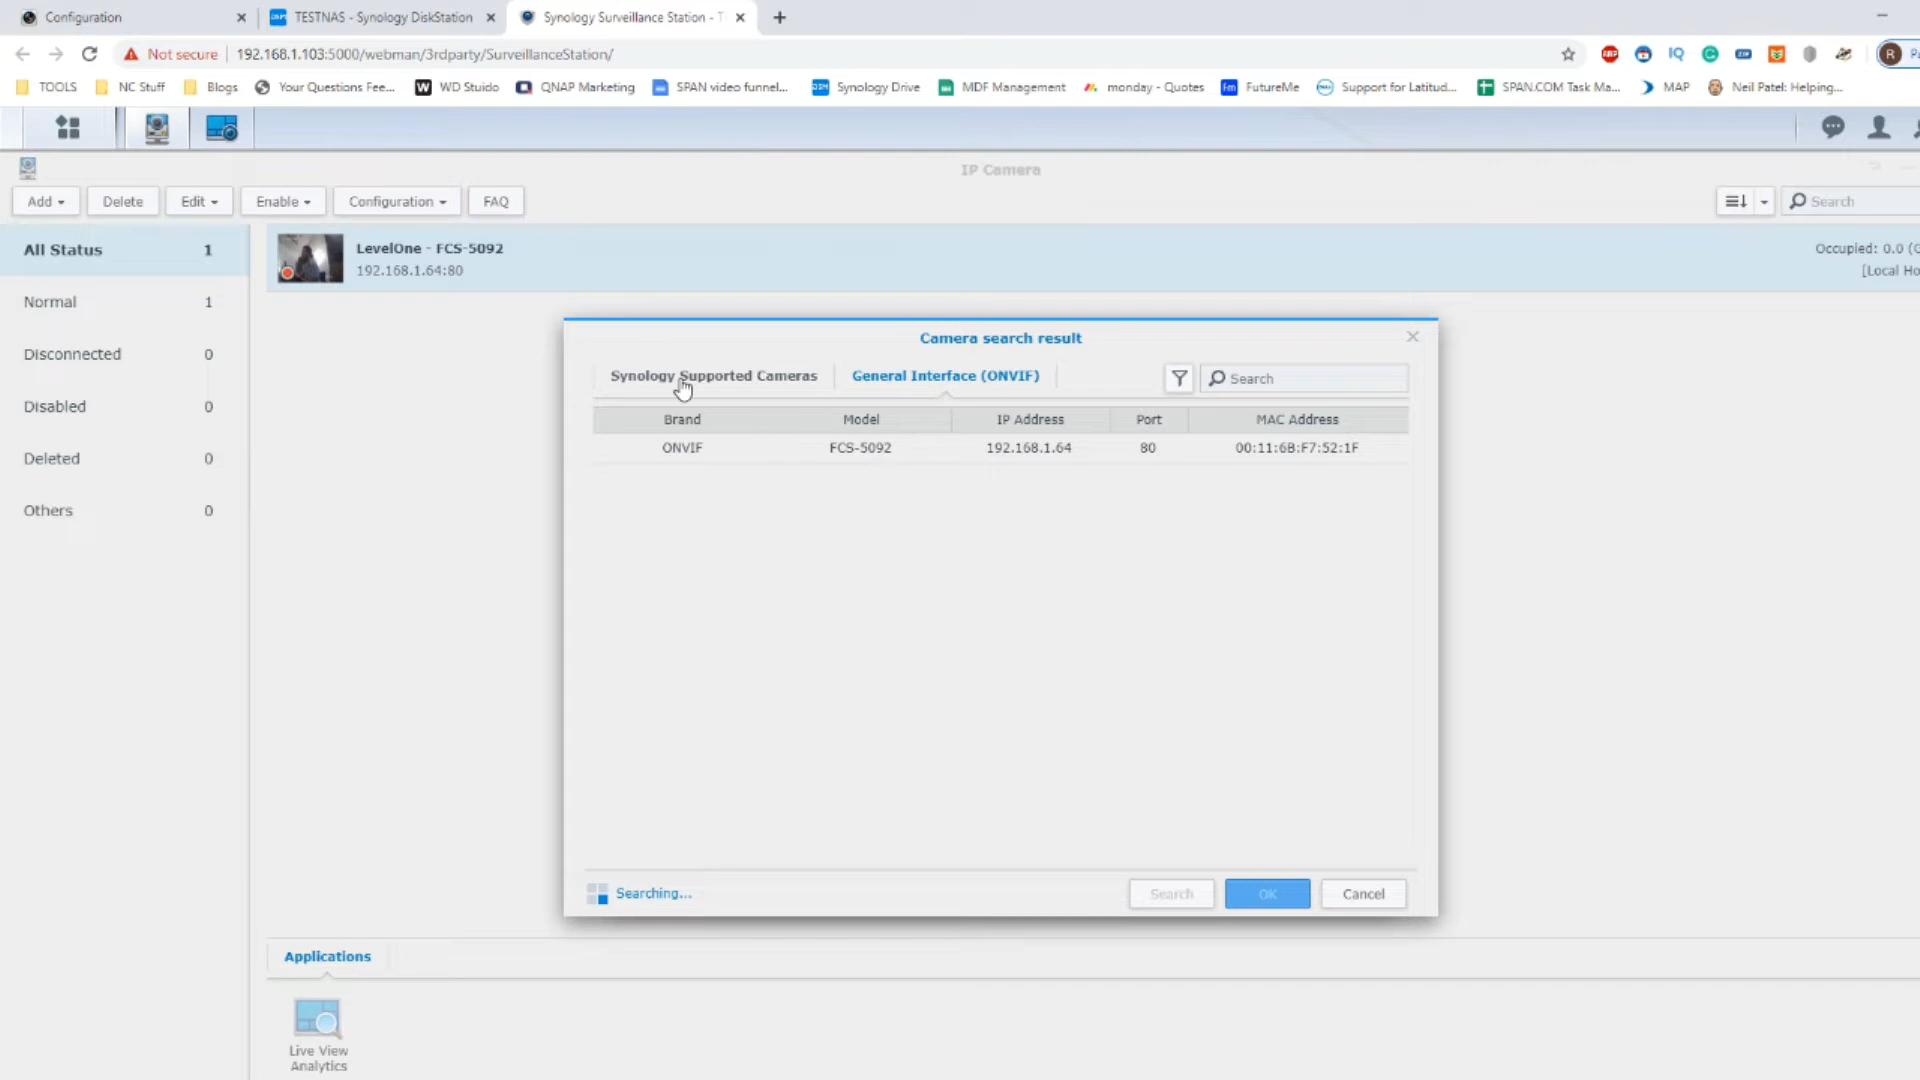 Configuration
TESTNAS - Synology DiskStation
Synology Surveillance Station - T
Not secure
192.168.1.103:5000/webman/3rdparty/SurveillanceStation/
ABP
IQ
ZIP
R
TOOLS
NC Stuff
Blogs
Your Questions Fee...
WD Stuido
QNAP Marketing
SPAN video funnel...
Synology Drive
MDF Management
monday - Quotes
FutureMe
Support for Latitud...
SPAN.COM Task Ma...
MAP
Neil Patel: Helping...
IP Camera
Add
Delete
Edit
Enable
Configuration
FAQ
Search
All Status 1
LevelOne - FCS-5092
Occupied: 0.0 (G
192.168.1.64:80
[Local Ho
Normal 1
Disconnected 0
Disabled 0
Deleted 0
Others 0
Camera search result
Synology Supported Cameras
General Interface (ONVIF)
Search
Brand Model IP Address Port MAC Address
ONVIF FCS-5092 192.168.1.64 80 00:11:6B:F7:52:1F
Searching...
Search
OK
Cancel
Applications
Live View
Analytics